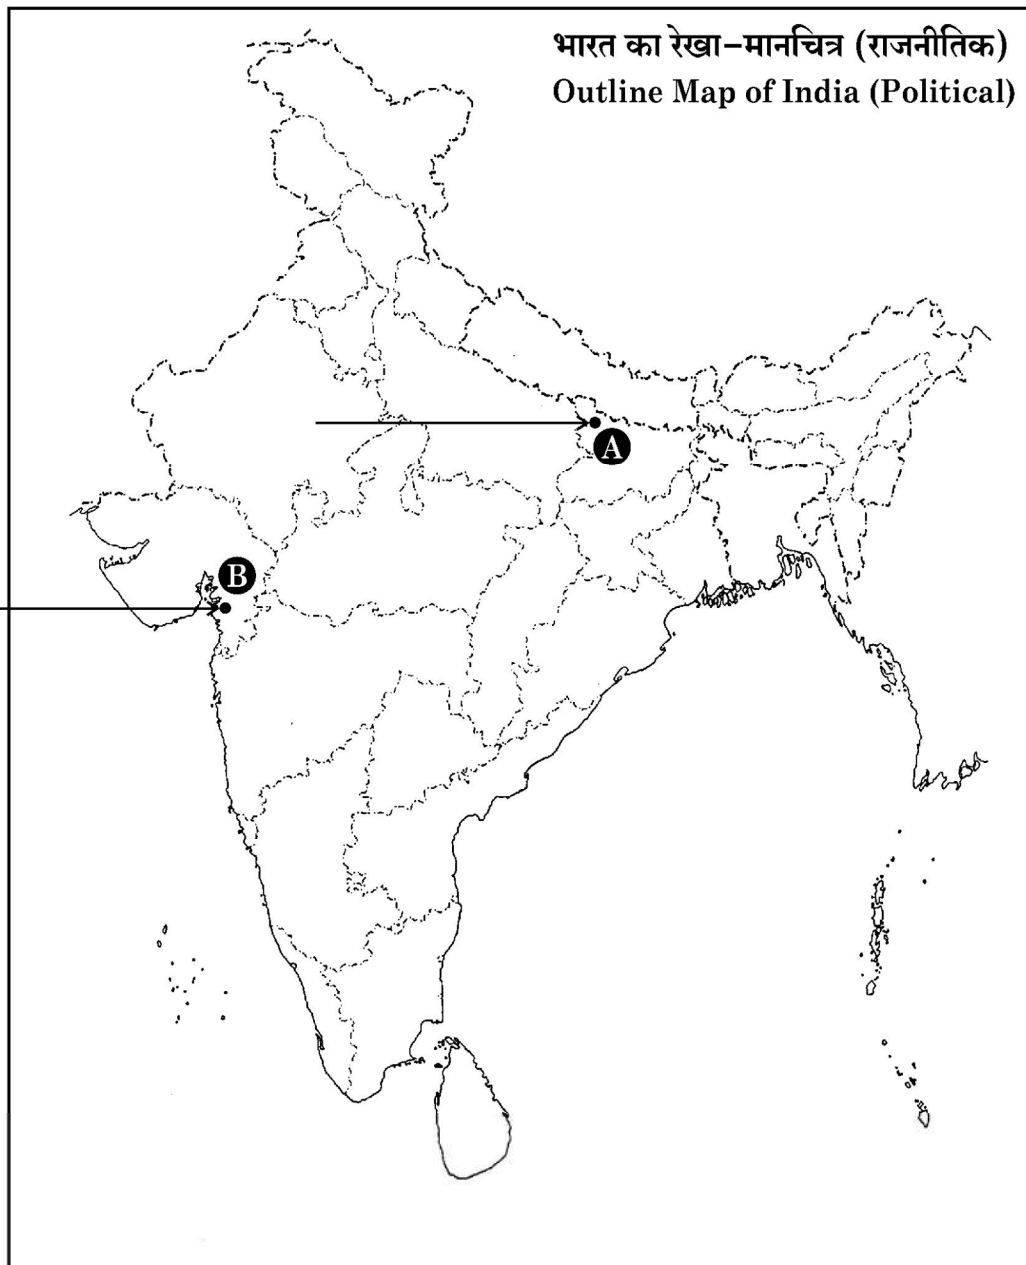 भारत का रेखा-मानचित्र (राजनीतिक)
Outline Map of India (Political)
A
B